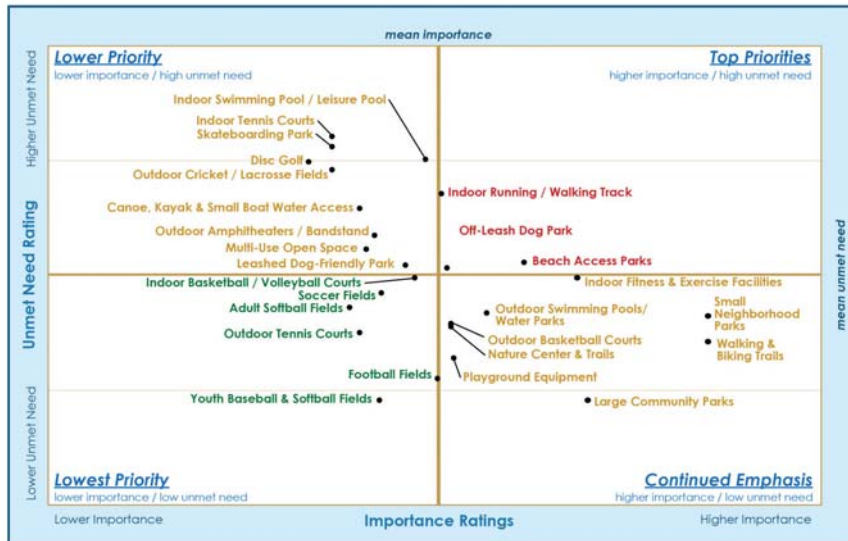 mean importance
Lower Priority
lower importance / high unmet need
Top Priorities
higher importance / high unmet need
Higher Unmet Need
Unmet Need Rating
Lower Unmet Need
mean unmet need
Indoor Swimming Pool / Leisure Pool
Indoor Tennis Courts
Skateboarding Park
Disc Golf
Outdoor Cricket / Lacrosse Fields
Canoe, Kayak & Small Boat Water Access
Outdoor Amphitheaters / Bandstand
Multi-Use Open Space
Leashed Dog-Friendly Park
Indoor Running / Walking Track
Off-Leash Dog Park
Beach Access Parks
Indoor Basketball / Volleyball Courts
Soccer Fields
Adult Softball Fields
Outdoor Tennis Courts
Football Fields
Youth Baseball & Softball Fields
Indoor Fitness & Exercise Facilities
Outdoor Swimming Pools/
Water Parks
Small
Neighborhood
Parks
Outdoor Basketball Courts
Nature Center & Trails
Walking &
Biking Trails
Playground Equipment
Large Community Parks
Lowest Priority
lower importance / low unmet need
Continued Emphasis
higher importance / low unmet need
Lower Importance
Importance Ratings
Higher Importance